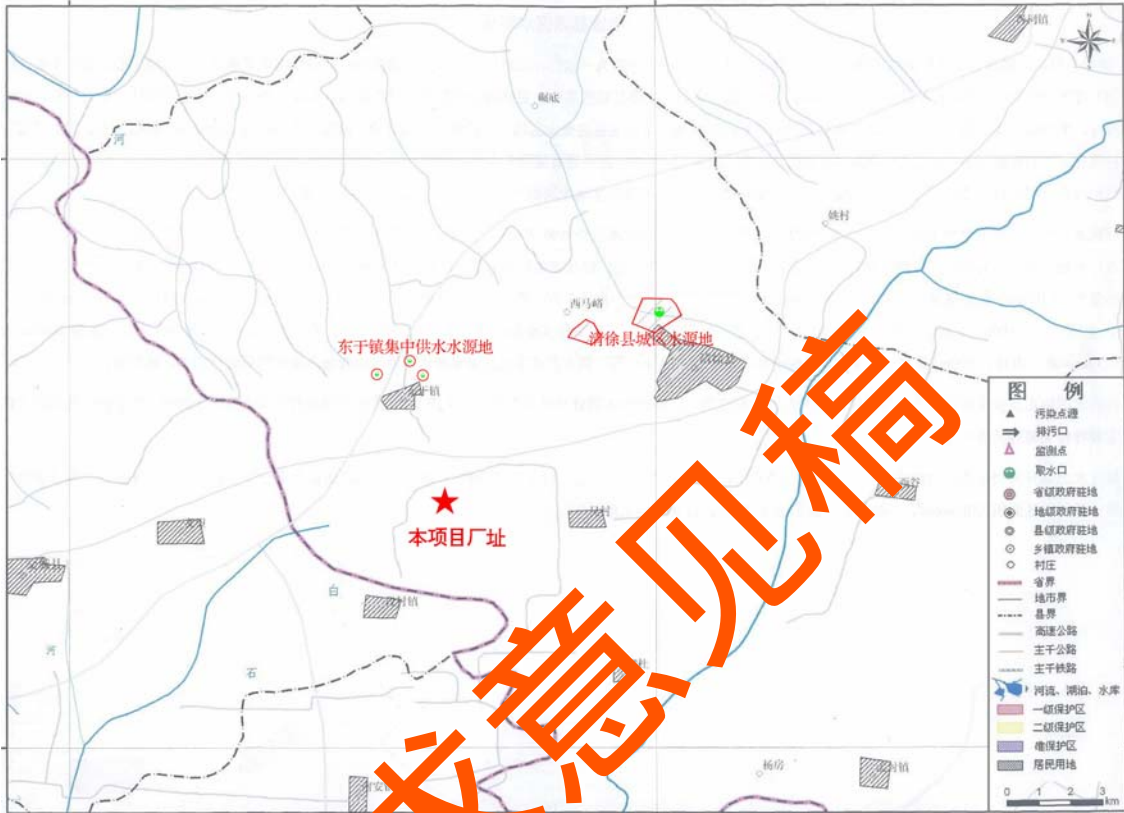 河
崛底
姚村
西马峪
清徐县城区水源地
东于镇集中供水水源地
本项目厂址
白
石
河
杨房
求意见稿
图 例
污染点源
排污口
监测点
取水口
省级政府驻地
地级政府驻地
县级政府驻地
乡镇政府驻地
村庄
省界
地市界
县界
高速公路
主干公路
主干铁路
河流、湖泊、水库
一级保护区
二级保护区
准保护区
居民用地
0 1 2 3
km